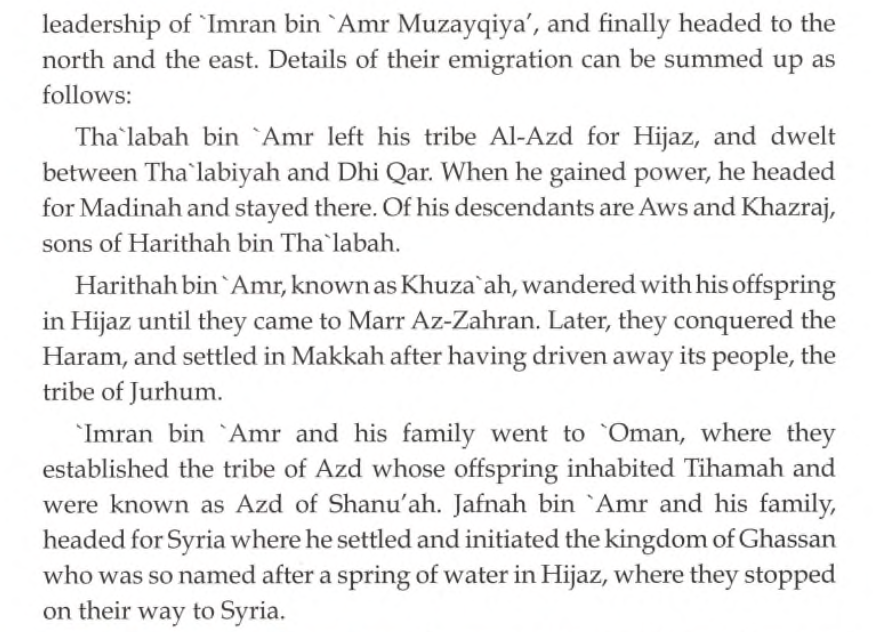 leadership of `Imran bin `Amr Muzayqiya’, and finally headed to the
north and the east. Details of their emigration can be summed up as
follows:
Tha`labah bin `Amr left his tribe Al-Azd for Hijaz, and dwelt
between Tha`labiyah and Dhi Qar. When he gained power, he headed
for Madinah and stayed there. Of his descendants are Aws and Khazraj,
sons of Harithah bin Tha`labah.
Harithah bin `Amr, known as Khuza`ah, wandered with his offspring
in Hijaz until they came to Marr Az-Zahran. Later, they conquered the
Haram, and settled in Makkah after having driven away its people, the
tribe of Jurhum.
`Imran bin `Amr and his family went to `Oman, where they
established the tribe of Azd whose offspring inhabited Tihamah and
were known as Azd of Shanu’ah. Jafnah bin `Amr and his family,
headed for Syria where he settled and initiated the kingdom of Ghassan
who was so named after a spring of water in Hijaz, where they stopped
on their way to Syria.